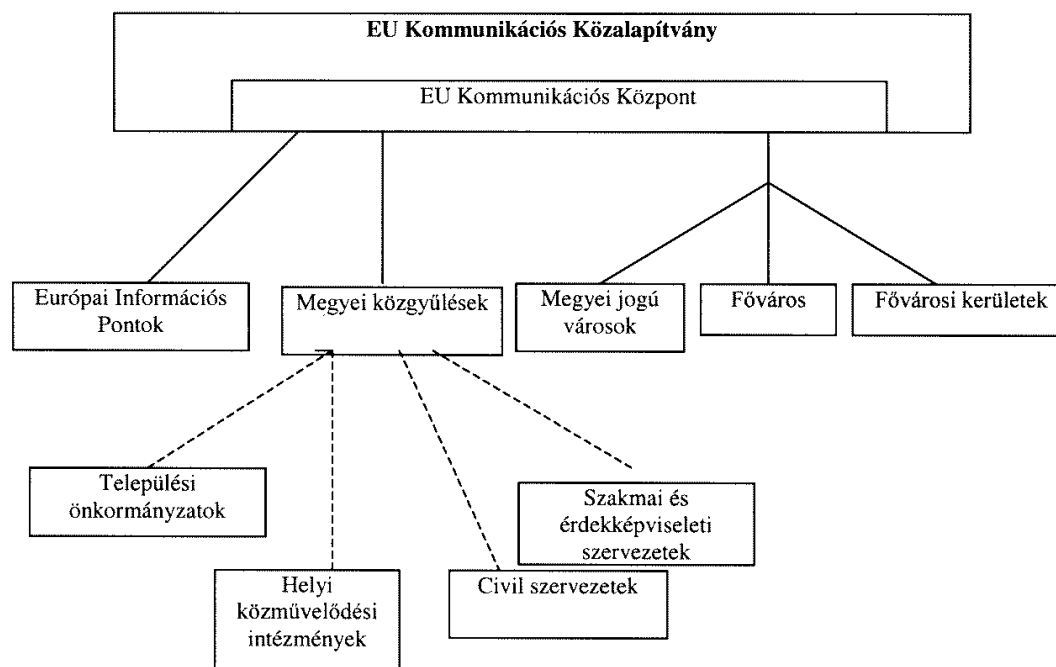 EU Kommunikációs Közalapítvány
EU Kommunikációs Központ
Európai Információs
Pontok
Megyei közgyűlések
Megyei jogú
városok
Főváros
Fővárosi kerületek
Települési
önkormányzatok
Szakmai és
érdekképviseleti
szervezetek
Helyi
közművelődési
intézmények
Civil szervezetek